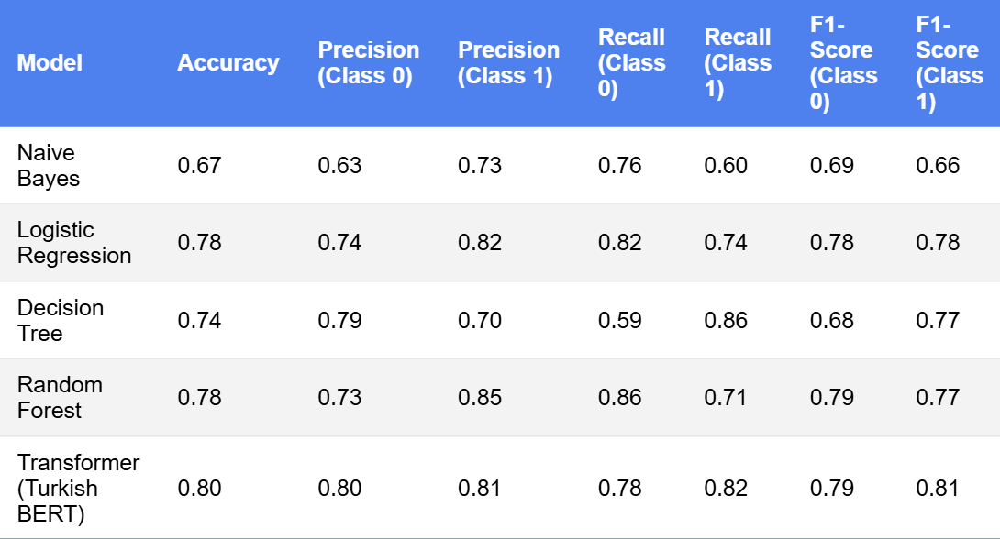 Model Accuracy Precision (Class 0) Precision (Class 1) Recall (Class 0) Recall (Class 1) F1-Score (Class 0) F1-Score (Class 1)
Naive Bayes 0.67 0.63 0.73 0.76 0.60 0.69 0.66
Logistic Regression 0.78 0.74 0.82 0.82 0.74 0.78 0.78
Decision Tree 0.74 0.79 0.70 0.59 0.86 0.68 0.77
Random Forest 0.78 0.73 0.85 0.86 0.71 0.79 0.77
Transformer (Turkish BERT) 0.80 0.80 0.81 0.78 0.82 0.79 0.81